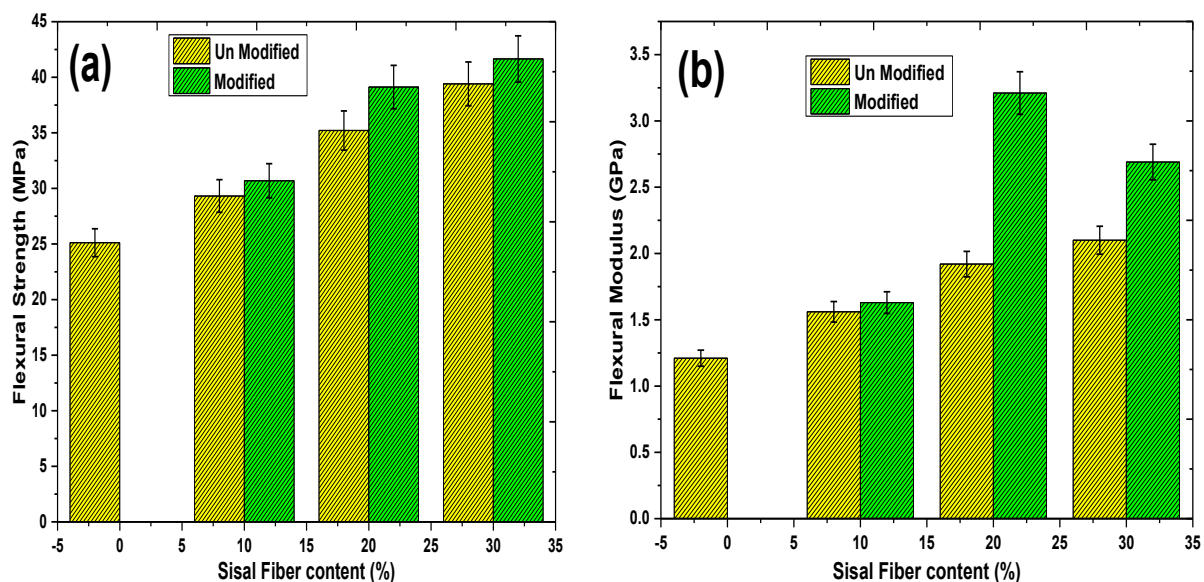 (a)
Un Modified
Modified
Flexural Strength (MPa)
45
40
35
30
25
20
15
10
5
0
-5 0 5 10 15 20 25 30 35
Sisal Fiber content (%)
(b)
Un Modified
Modified
Flexural Modulus (GPa)
3.5
3.0
2.5
2.0
1.5
1.0
0.5
0.0
-5 0 5 10 15 20 25 30 35
Sisal Fiber content (%)